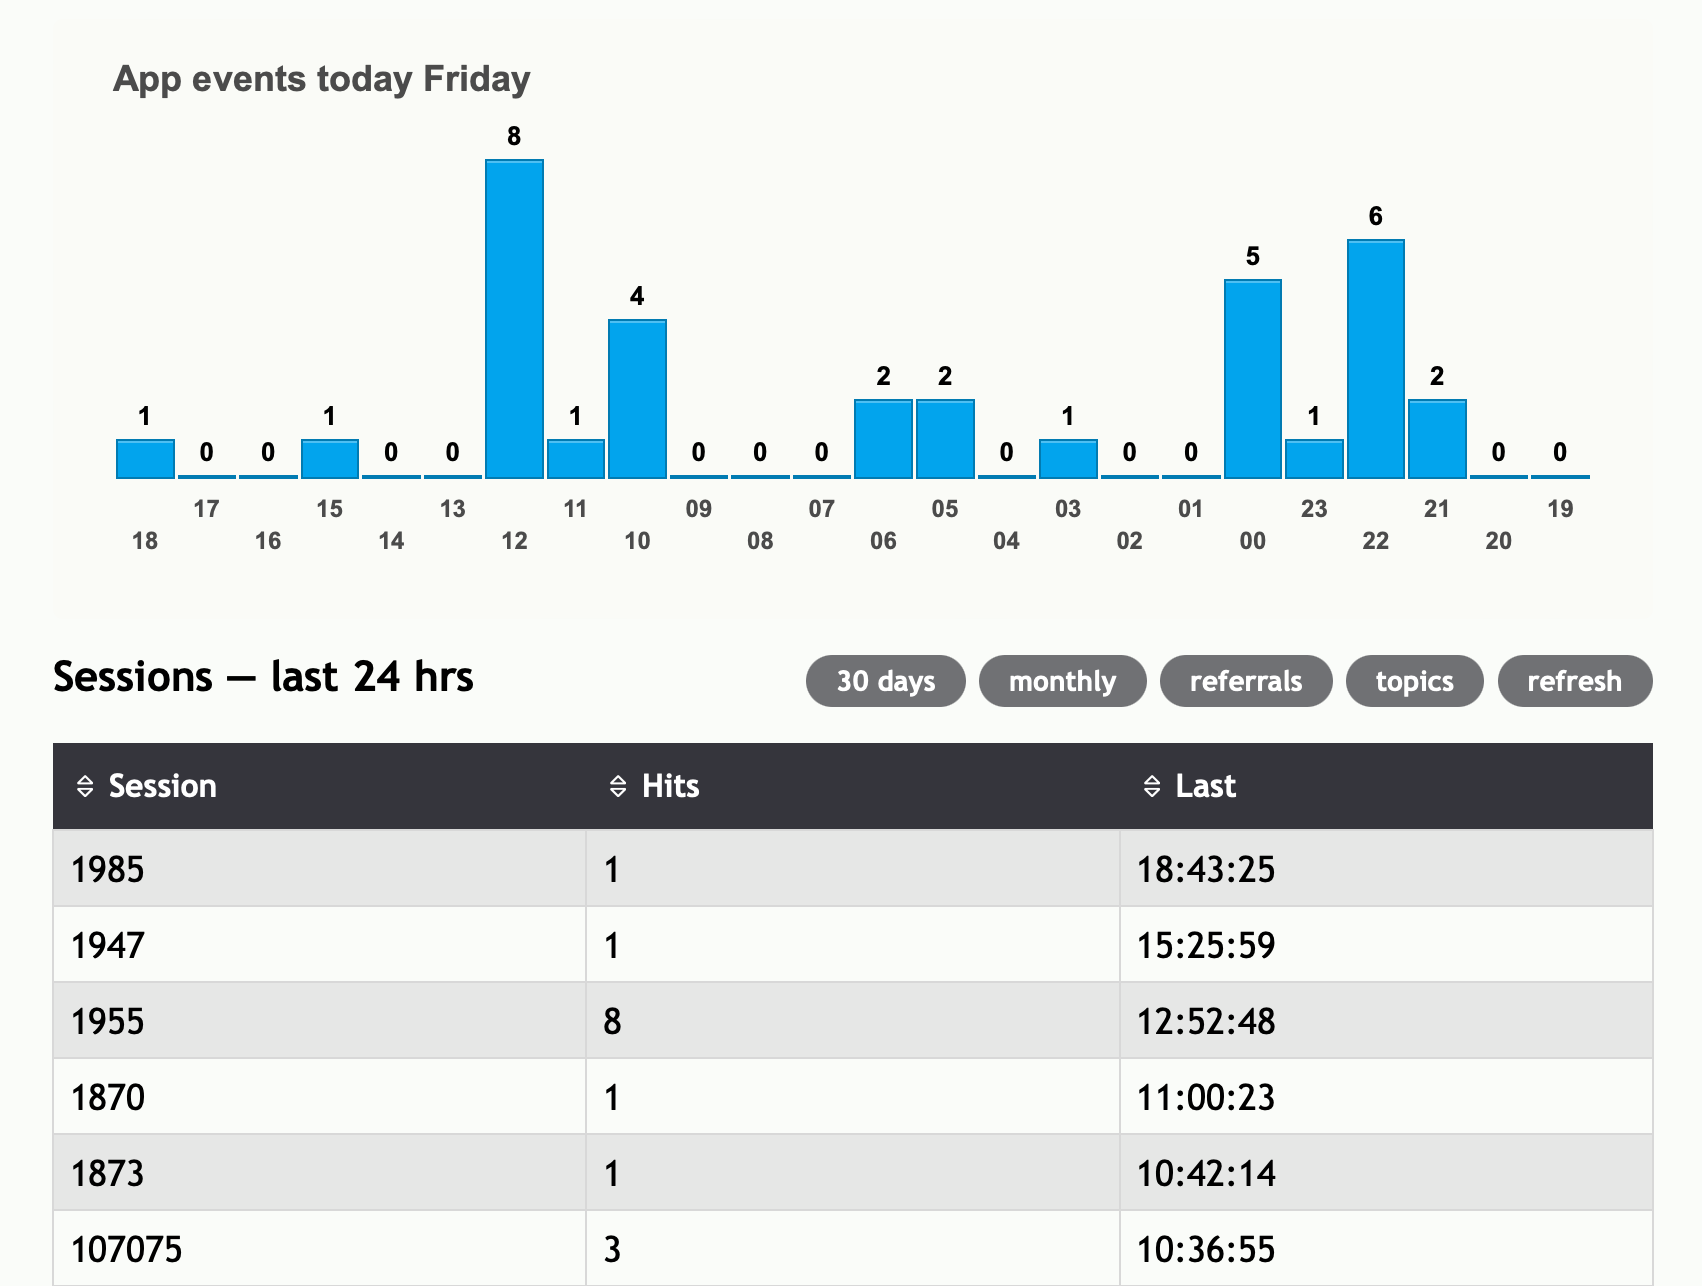 App events today Friday
1 0 0 1 0 0 8 1 4 0 0 0 2 2 0 1 0 0 5 1 6 2 0 0
18 17 16 15 14 13 12 11 10 09 08 07 06 05 04 03 02 01 00 23 22 21 20 19
Sessions — last 24 hrs
30 days monthly referrals topics refresh
Session Hits Last
1985 1 18:43:25
1947 1 15:25:59
1955 8 12:52:48
1870 1 11:00:23
1873 1 10:42:14
107075 3 10:36:55